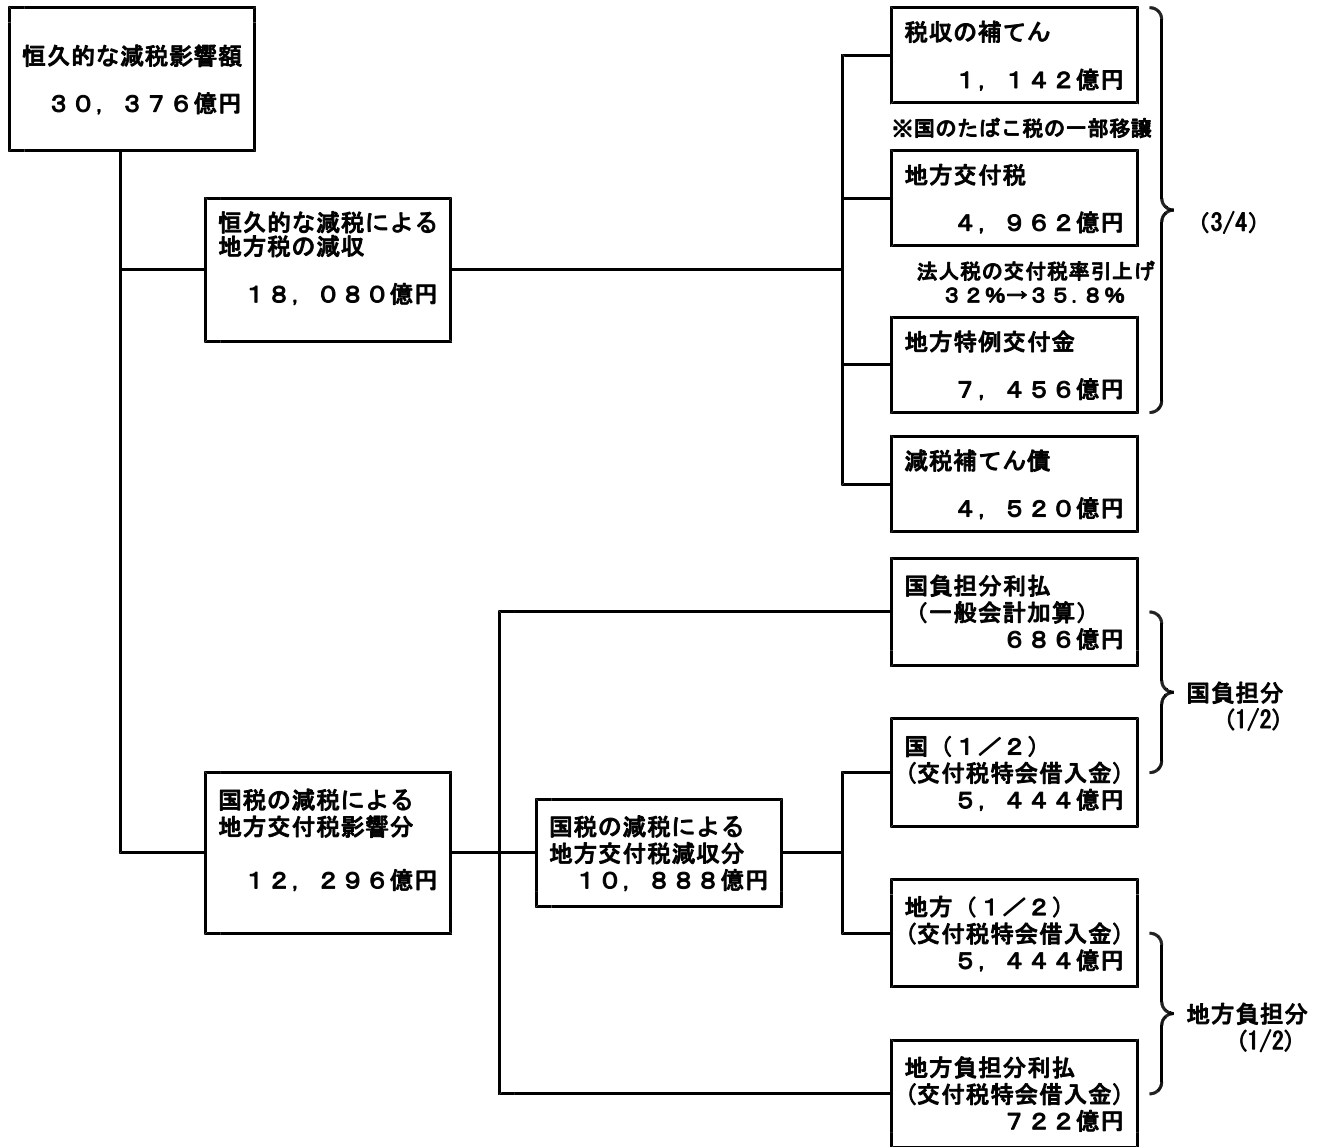 恒久的な減税影響額
３０，３７６億円
恒久的な減税による
地方税の減収
１８，０８０億円
税収の補てん
１，１４２億円
※国のたばこ税の一部移譲
地方交付税
４，９６２億円
法人税の交付税率引上げ
３２％→３５.８％
地方特例交付金
７，４５６億円
(3/4)
減税補てん債
４，５２０億円
国税の減税による
地方交付税影響分
１２，２９６億円
国税の減税による
地方交付税減収分
１０，８８８億円
国負担分利払
（一般会計加算）
６８６億円
国（１／２）
(交付税特会借入金)
５，４４４億円
国負担分
(1/2)
地方（１／２）
(交付税特会借入金)
５，４４４億円
地方負担分利払
(交付税特会借入金)
７２２億円
地方負担分
(1/2)